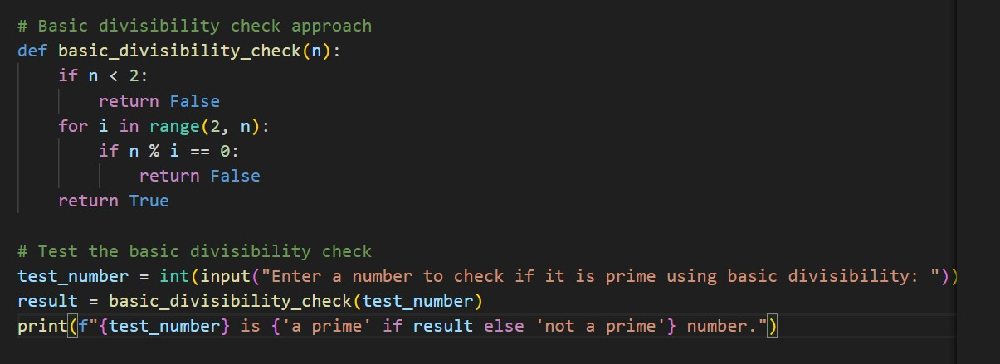 # Basic divisibility check approach
def basic_divisibility_check(n):
    if n < 2:
        return False
    for i in range(2, n):
        if n % i == 0:
            return False
    return True

# Test the basic divisibility check
test_number = int(input("Enter a number to check if it is prime using basic divisibility: "))
result = basic_divisibility_check(test_number)
print(f"{test_number} is {'a prime' if result else 'not a prime'} number.")